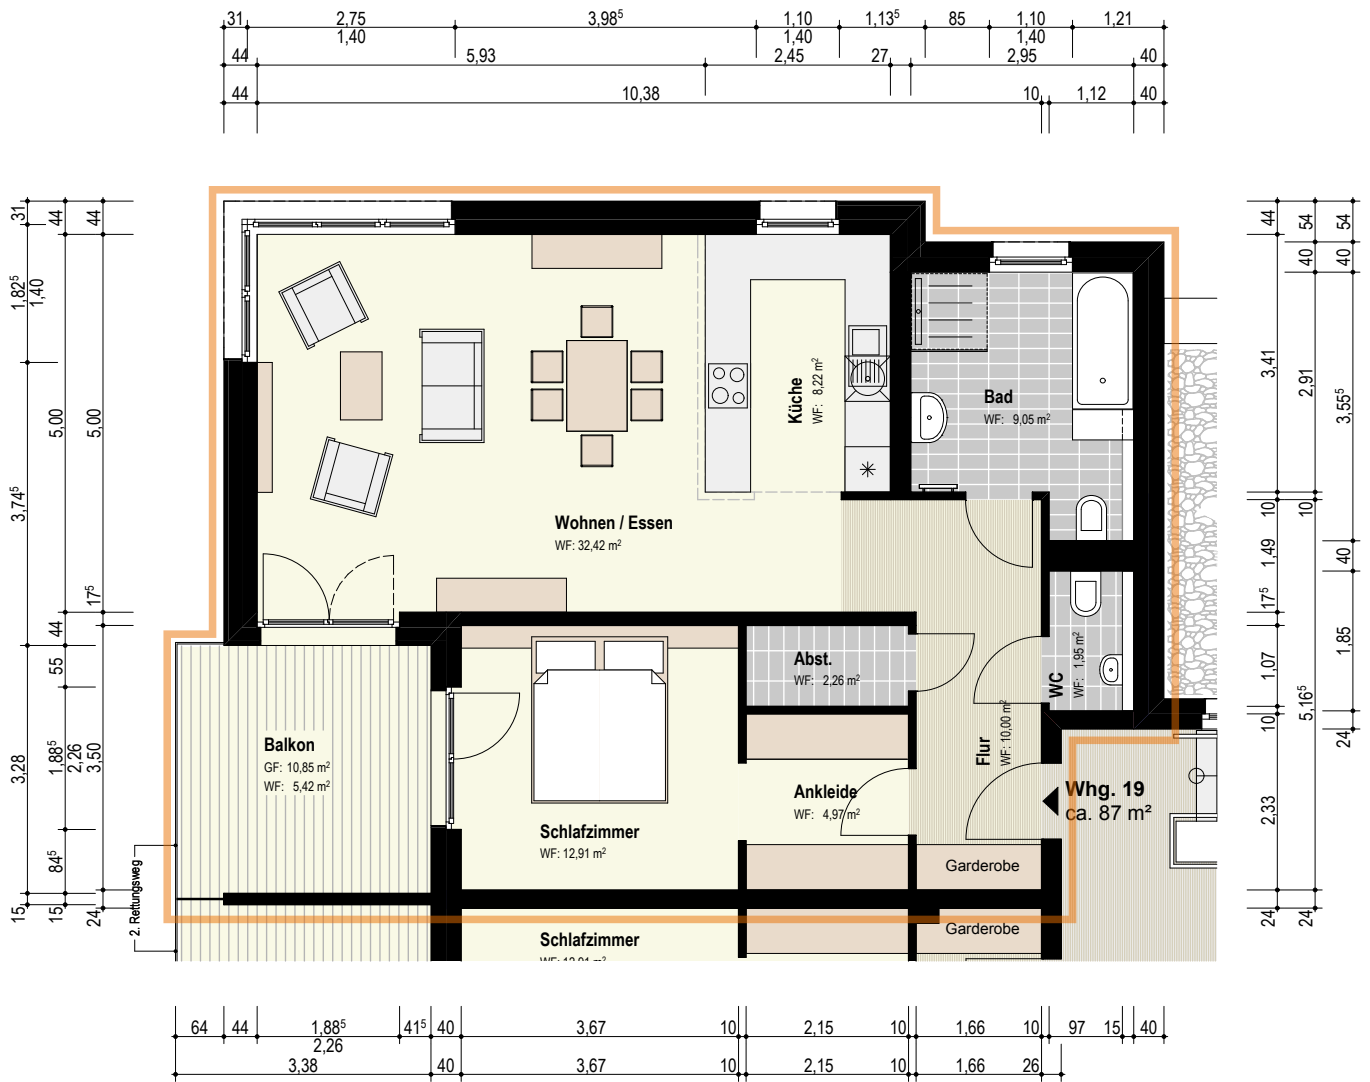 31 2,75 3,98⁵ 1,10 1,13⁵ 85 1,10 1,21
1,40 1,40 1,40
44 5,93 2,45 27 2,95 40
44 10,38 10 1,12 40
31
1,82⁵
1,40
3,74⁵
3,28
15
44
5,00
44
55
1,88⁵
2,26
84⁵
15
44
5,00
17⁵
3,50
24
44
3,41
10
1,49
17⁵
1,07
10
2,33
24
54
40
2,91
10
5,16⁵
24
54
40
3,55⁵
40
1,85
24
Küche
WF: 8,22 m²
Bad
WF: 9,05 m²
Wohnen / Essen
WF: 32,42 m²
Abst.
WF: 2,26 m²
WC
WF: 1,95 m²
Flur
WF: 10,00 m²
Balkon
GF: 10,85 m²
WF: 5,42 m²
Schlafzimmer
WF: 12,91 m²
Ankleide
WF: 4,97 m²
Whg. 19
ca. 87 m²
Garderobe
2. Rettungsweg
Schlafzimmer
WF: 12,91 m²
Garderobe
64 44 1,88⁵ 41⁵ 40 3,67 10 2,15 10 1,66 10 97 15 40
2,26
3,38 40 3,67 10 2,15 10 1,66 26